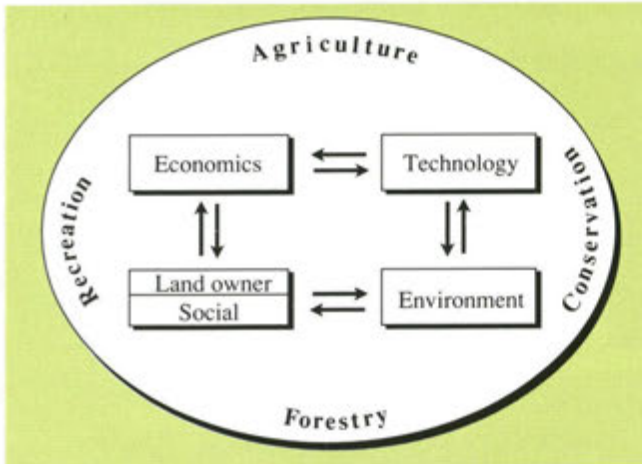 Agriculture
Economics
Technology
Recreation
Conservation
Land owner
Social
Environment
Forestry